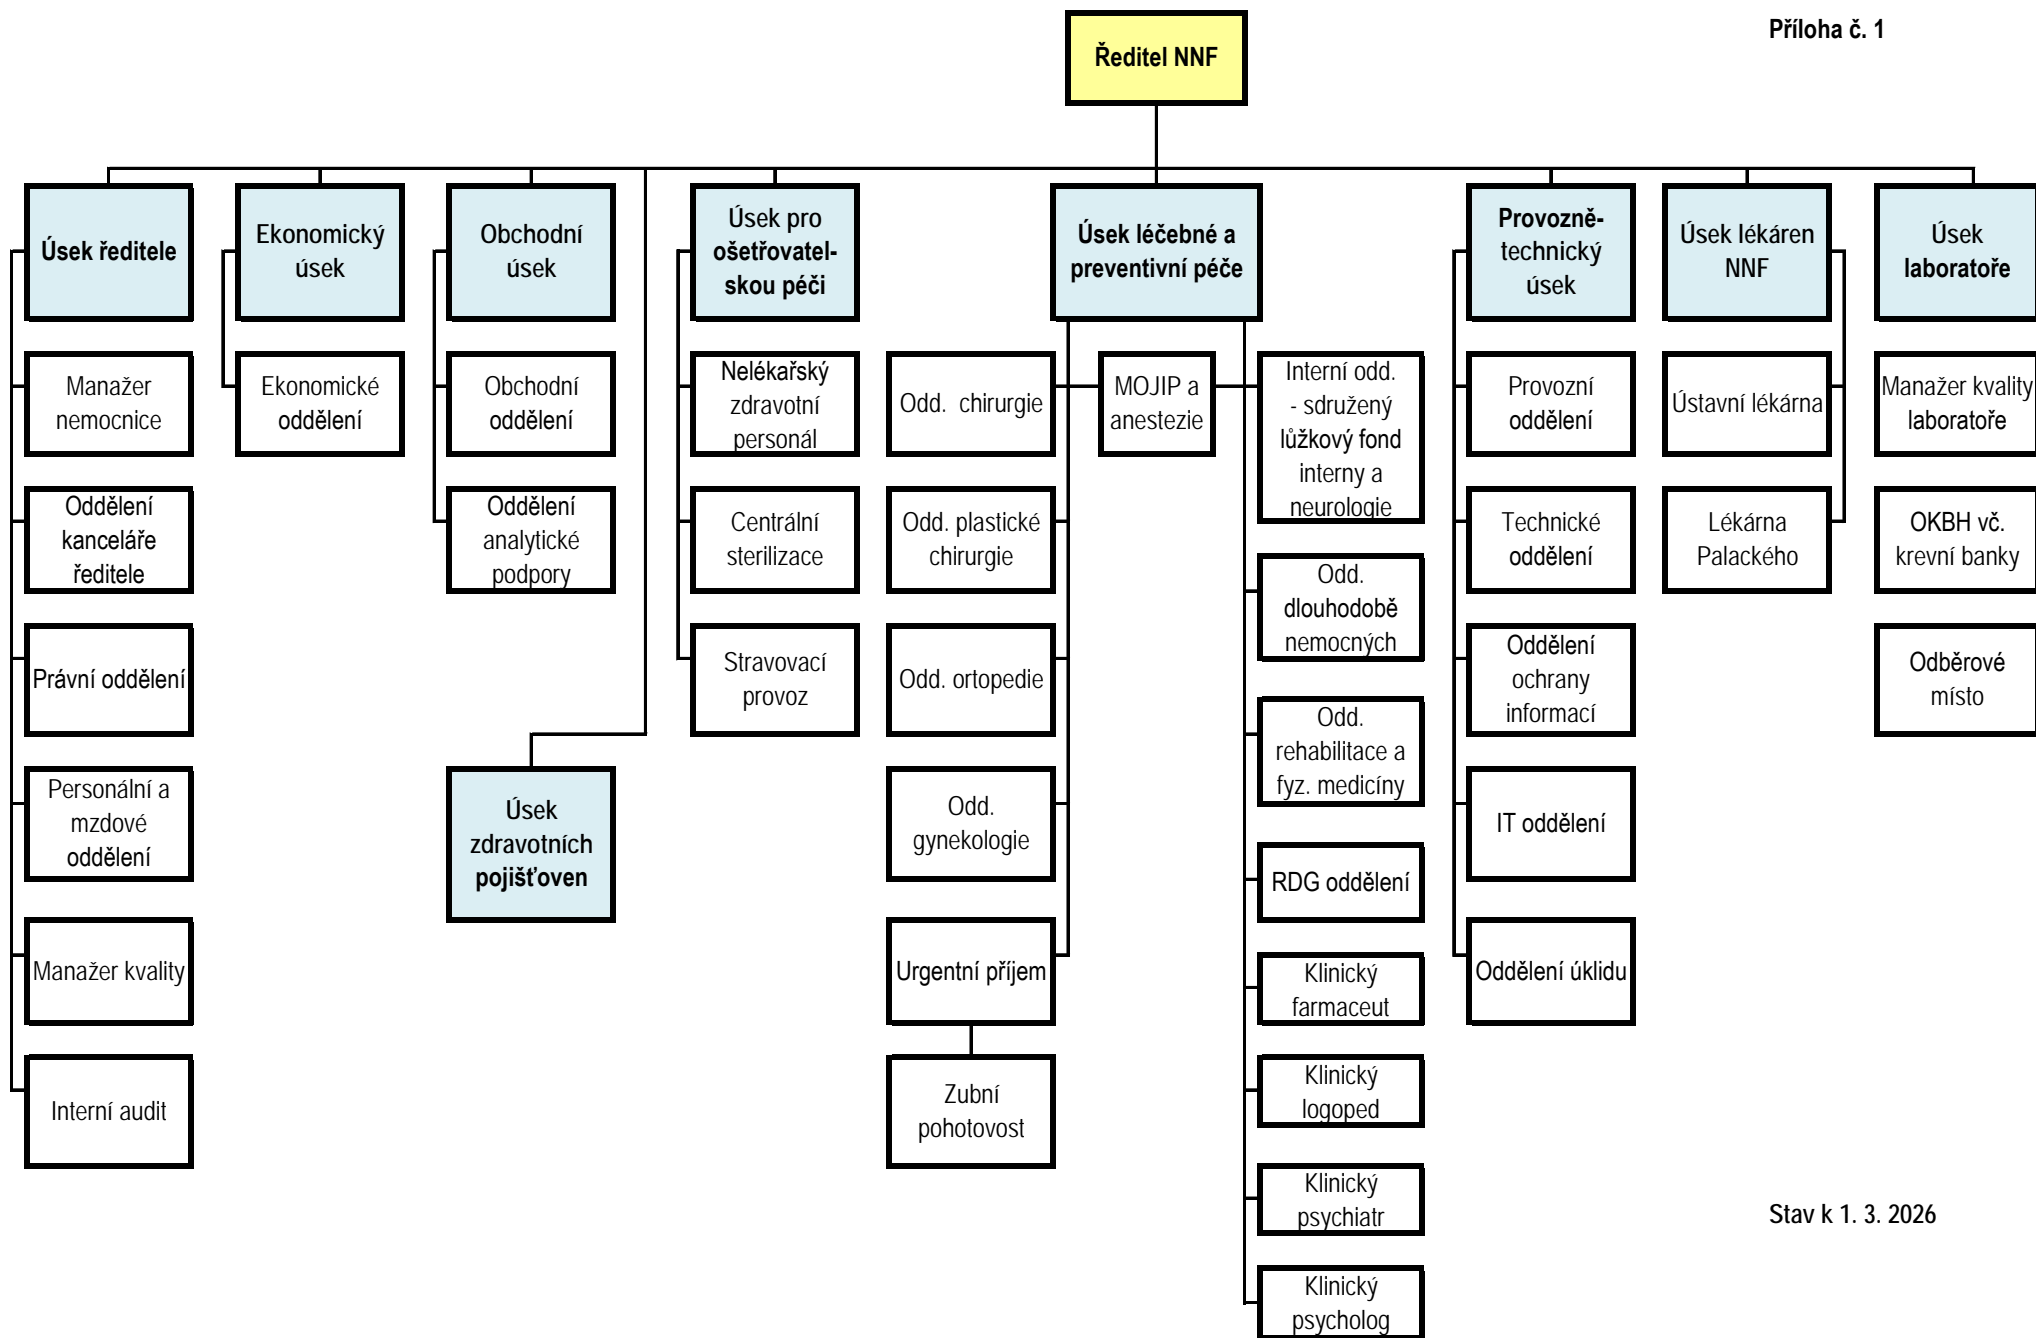 Příloha č. 1
Ředitel NNF
Úsek ředitele
Ekonomický
úsek
Obchodní
úsek
Úsek pro
ošetřovatel-
skou péči
Úsek léčebné a
preventivní péče
Provozně-
technický
úsek
Úsek lékáren
NNF
Úsek
laboratoře
Manažer
nemocnice
Ekonomické
oddělení
Obchodní
oddělení
Nelékařský
zdravotní
personál
Odd. chirurgie
MOJIP a
anestezie
Interní odd.
- sdružený
lůžkový fond
interny a
neurologie
Provozní
oddělení
Ústavní lékárna
Manažer kvality
laboratoře
Oddělení
kanceláře
ředitele
Oddělení
analytické
podpory
Centrální
sterilizace
Odd. plastické
chirurgie
Odd.
dlouhodobě
nemocných
Technické
oddělení
Lékárna
Palackého
OKBH vč.
krevní banky
Právní oddělení
Stravovací
provoz
Odd. ortopedie
Odd.
rehabilitace a
fyz. medicíny
Oddělení
ochrany
informací
Odběrové
místo
Personální a
mzdové
oddělení
Úsek
zdravotních
pojišťoven
Odd.
gynekologie
RDG oddělení
IT oddělení
Manažer kvality
Urgentní příjem
Klinický
farmaceut
Oddělení úklidu
Interní audit
Zubní
pohotovost
Klinický
logoped
Klinický
psychiatr
Klinický
psycholog
Stav k 1. 3. 2026